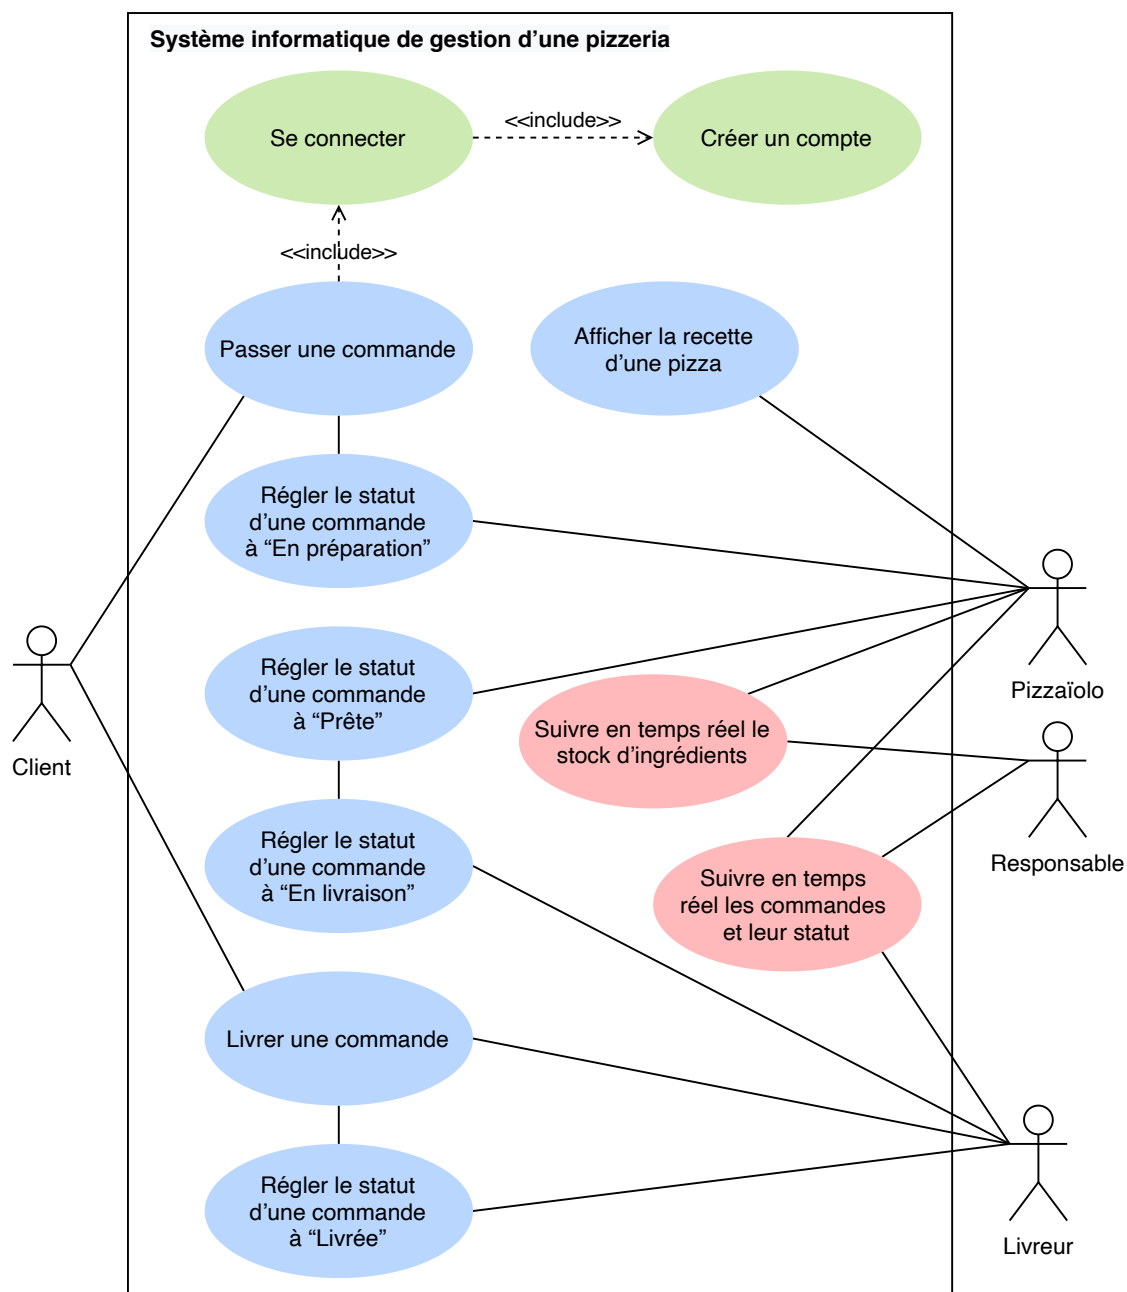 Système informatique de gestion d’une pizzeria
Se connecter
<<include>>
Créer un compte
<<include>>
Passer une commande
Afficher la recette
d’une pizza
Régler le statut
d’une commande
à “En préparation”
Pizzaïolo
Client
Régler le statut
d’une commande
à “Prête”
Suivre en temps réel le
stock d’ingrédients
Responsable
Régler le statut
d’une commande
à “En livraison”
Suivre en temps
réel les commandes
et leur statut
Livrer une commande
Régler le statut
d’une commande
à “Livrée”
Livreur